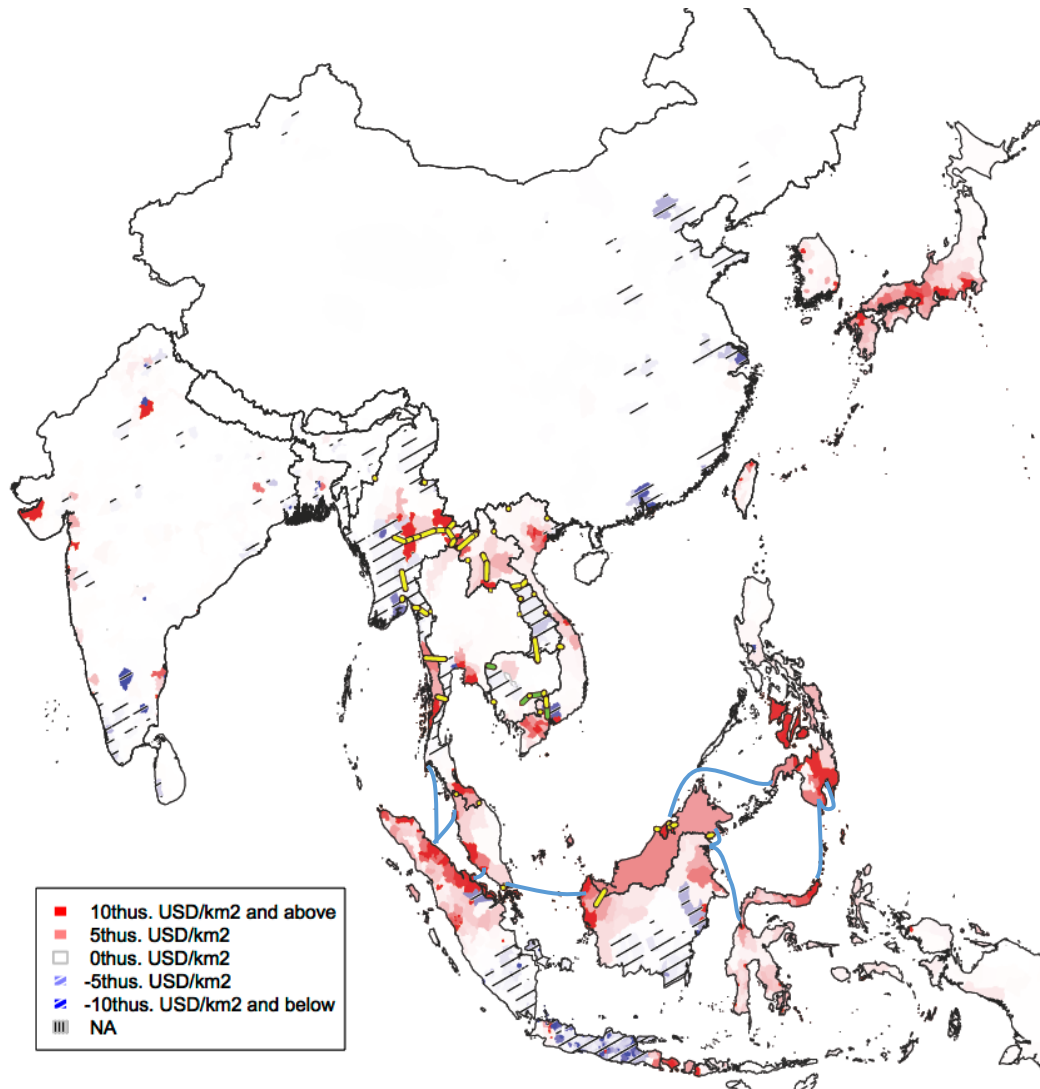 10thus. USD/km2 and above
5thus. USD/km2
0thus. USD/km2
-5thus. USD/km2
-10thus. USD/km2 and below
NA